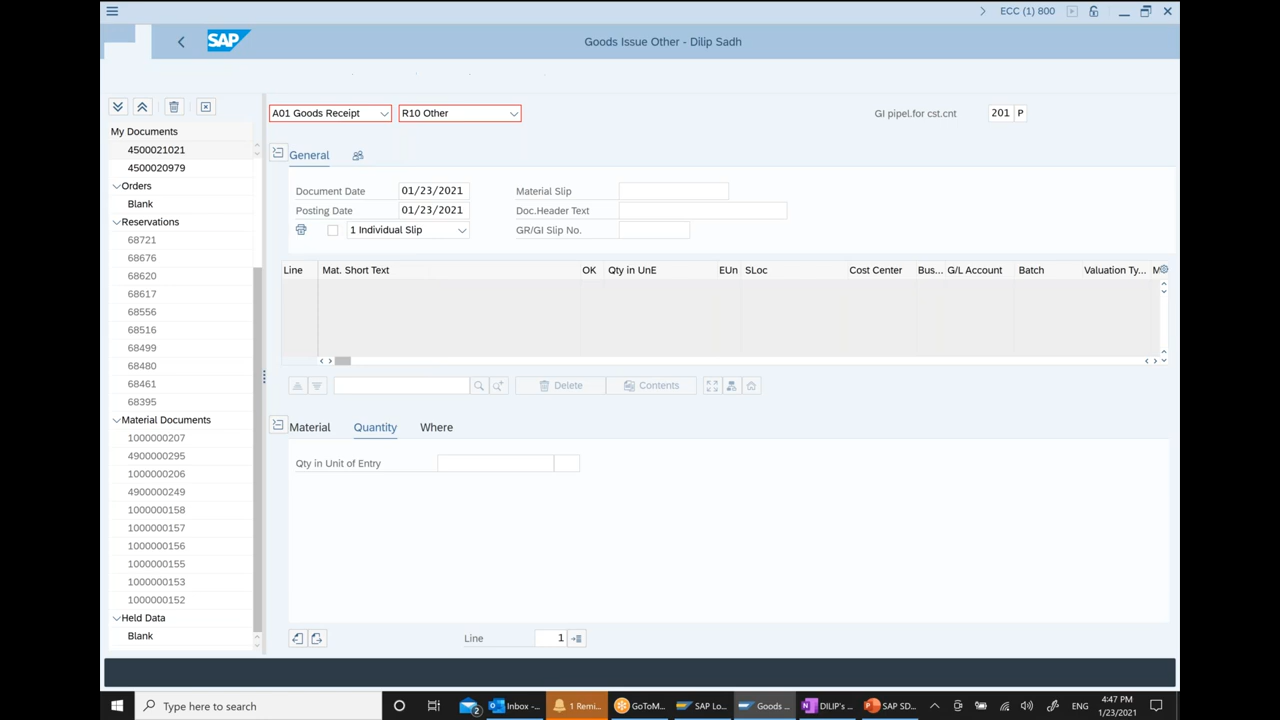 ECC (1) 800
SAP
Goods Issue Other - Dilip Sadh
A01 Goods Receipt
R10 Other
GI pipel.for cst.cnt
201
P
My Documents
4500021021
4500020979
Orders
Blank
Reservations
68721
68676
68620
68617
68556
68516
68499
68480
68461
68395
Material Documents
1000000207
4900000295
1000000206
4900000249
1000000158
1000000157
1000000156
1000000155
1000000153
1000000152
Held Data
Blank
General
Document Date 01/23/2021 Material Slip
Posting Date 01/23/2021 Doc.Header Text
1 Individual Slip GR/GI Slip No.
Line Mat. Short Text OK Qty in UnE EUn SLoc Cost Center Bus... G/L Account Batch Valuation Ty... M
Delete Contents
Material Quantity Where
Qty in Unit of Entry
Line 1
Type here to search
2
Inbox -...
1 Remi...
GoToM...
SAP Lo...
Goods ...
DILIP's ...
SAP SD...
ENG
4:47 PM
1/23/2021